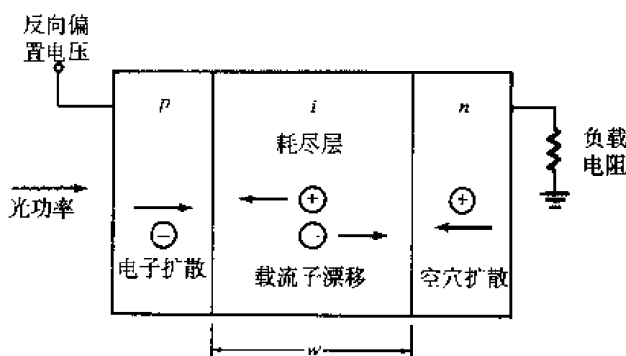 反向偏
置电压
p
i
n
耗尽层
负载
电阻
光功率
+
+
−
-
电子扩散
载流子漂移
空穴扩散
w